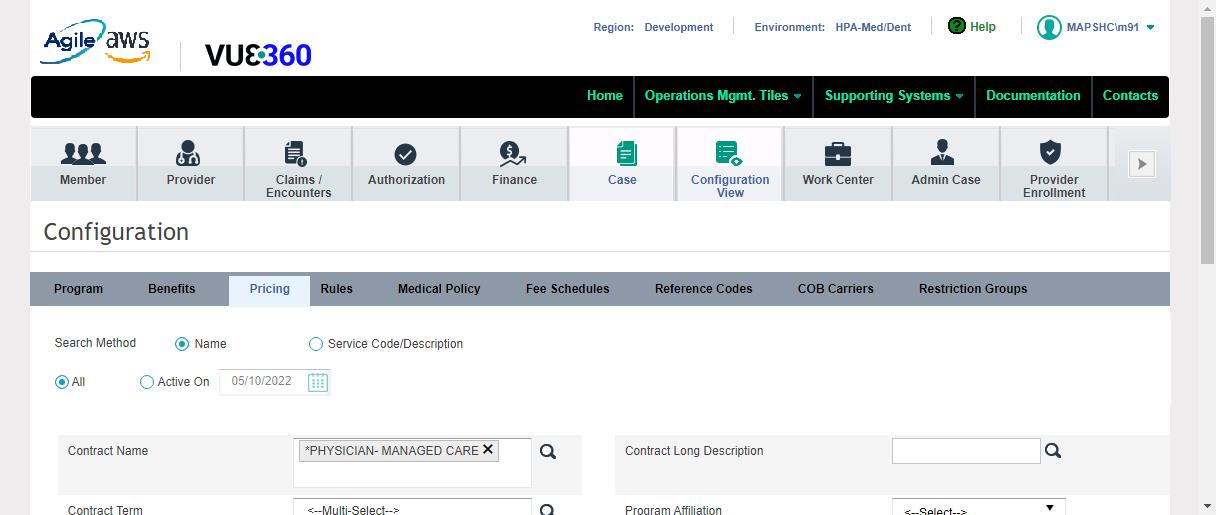 Agile aws
VUE360
Region: Development
Environment: HPA-Med/Dent
? Help
MAPSHC\m91
Home
Operations Mgmt. Tiles
Supporting Systems
Documentation
Contacts
Member
Provider
Claims /
Encounters
Authorization
Finance
Case
Configuration
View
Work Center
Admin Case
Provider
Enrollment
Configuration
Program
Benefits
Pricing
Rules
Medical Policy
Fee Schedules
Reference Codes
COB Carriers
Restriction Groups
Search Method
Name
Service Code/Description
All
Active On
05/10/2022
Contract Name
*PHYSICIAN- MANAGED CARE
Contract Long Description
Contract Term
<--Multi-Select-->
Program Affiliation
<--Select-->